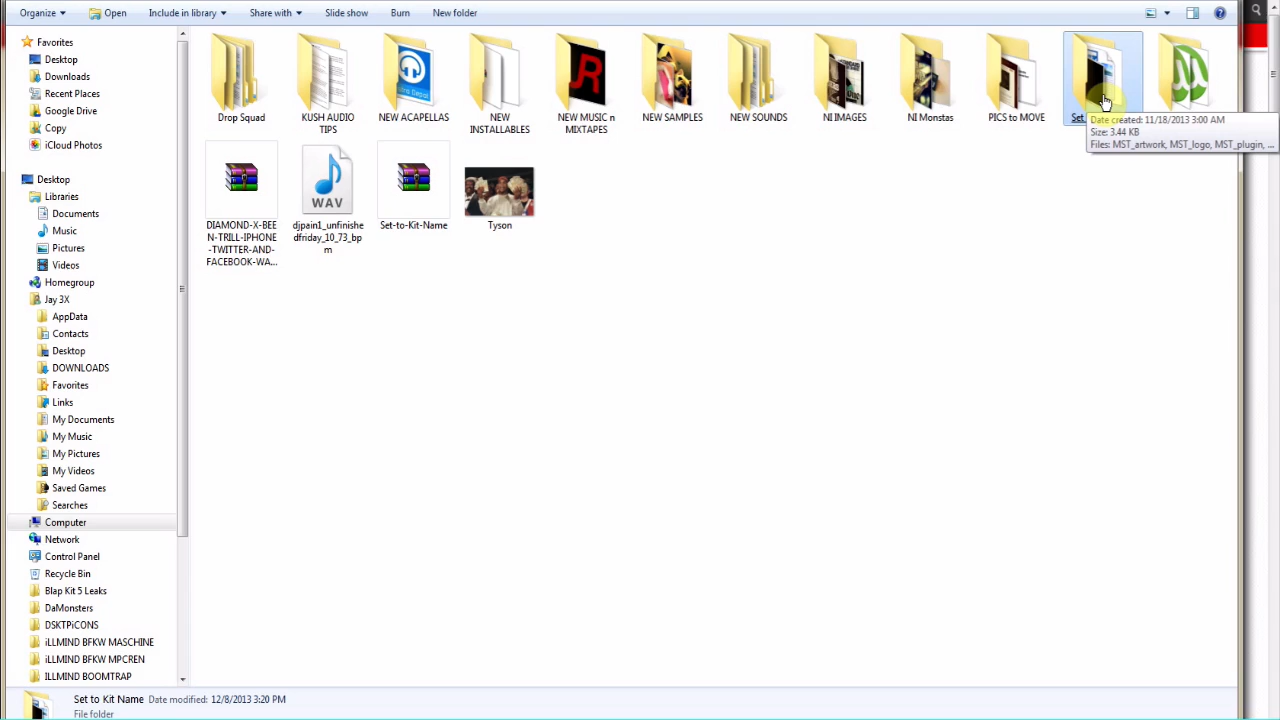 Organize Open Include in library Share with Slide show Burn New folder
Favorites
Desktop
Downloads
Recent Places
Google Drive
Copy
iCloud Photos
Desktop
Libraries
Documents
Music
Pictures
Videos
Homegroup
Jay 3X
AppData
Contacts
Desktop
DOWNLOADS
Favorites
Links
My Documents
My Music
My Pictures
My Videos
Saved Games
Searches
Computer
Network
Control Panel
Recycle Bin
Blap Kit 5 Leaks
DaMonsters
DSKTPiCONS
iLLMIND BFKW MASCHINE
iLLMIND BFKW MPCREN
ILLMIND BOOMTRAP
Drop Squad
KUSH AUDIO
TIPS
NEW ACAPELLAS
NEW
INSTALLABLES
NEW MUSIC n
MIXTAPES
NEW SAMPLES
NEW SOUNDS
NI IMAGES
NI Monstas
PICS to MOVE
Set
Date created: 11/18/2013 3:00 AM
Size: 3.44 KB
Files: MST_artwork, MST_logo, MST_plugin, ...
DIAMOND-X-BEE
N-TRILL-IPHONE
-TWITTER-AND-
FACEBOOK-WA...
WAV
djpain1_unfinishe
dfriday_10_73_bp
m
Set-to-Kit-Name
Tyson
Set to Kit Name Date modified: 12/8/2013 3:20 PM
File folder